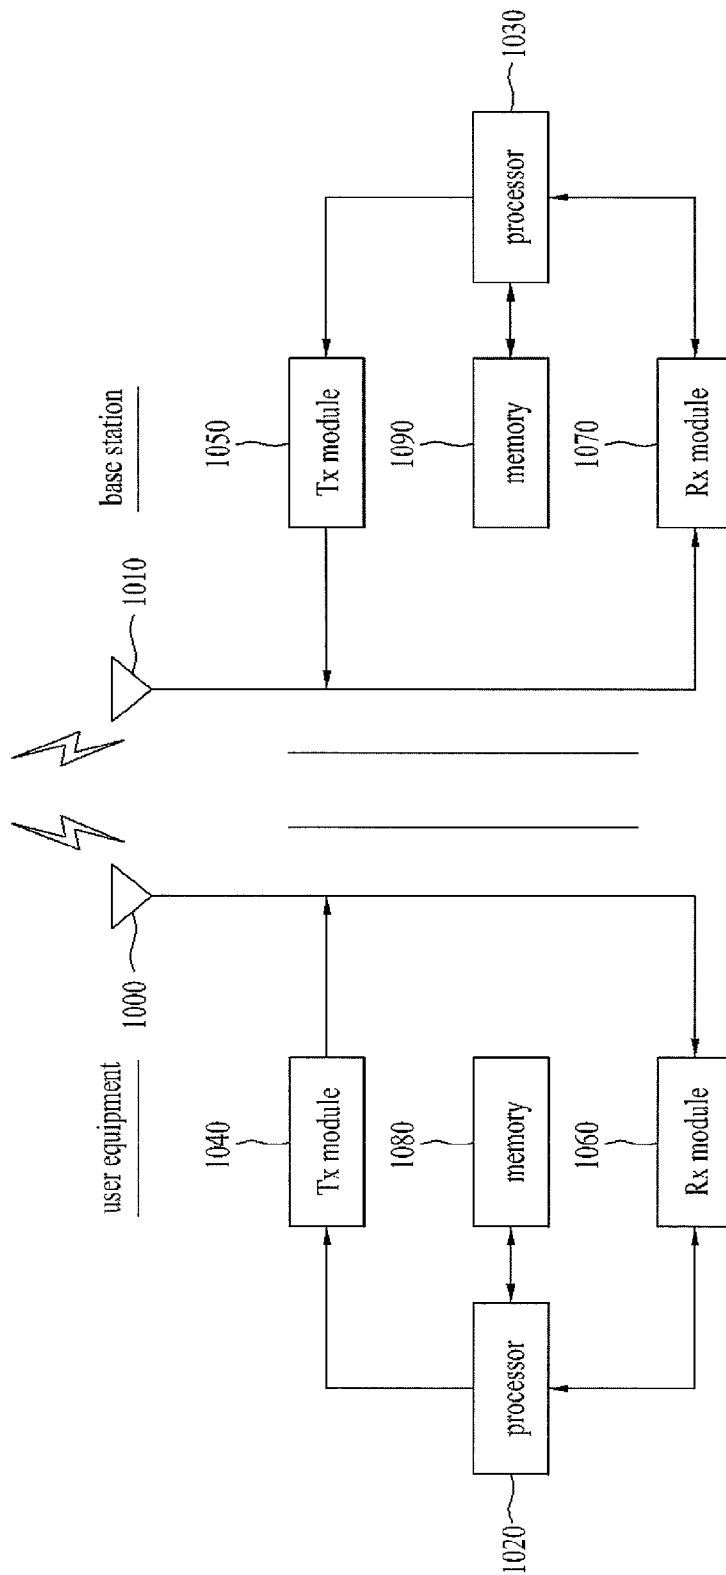 user equipment
base station
1000
1010
1040
Tx module
1050
Tx module
1020
processor
1080
memory
1090
memory
processor
1030
1060
Rx module
1070
Rx module